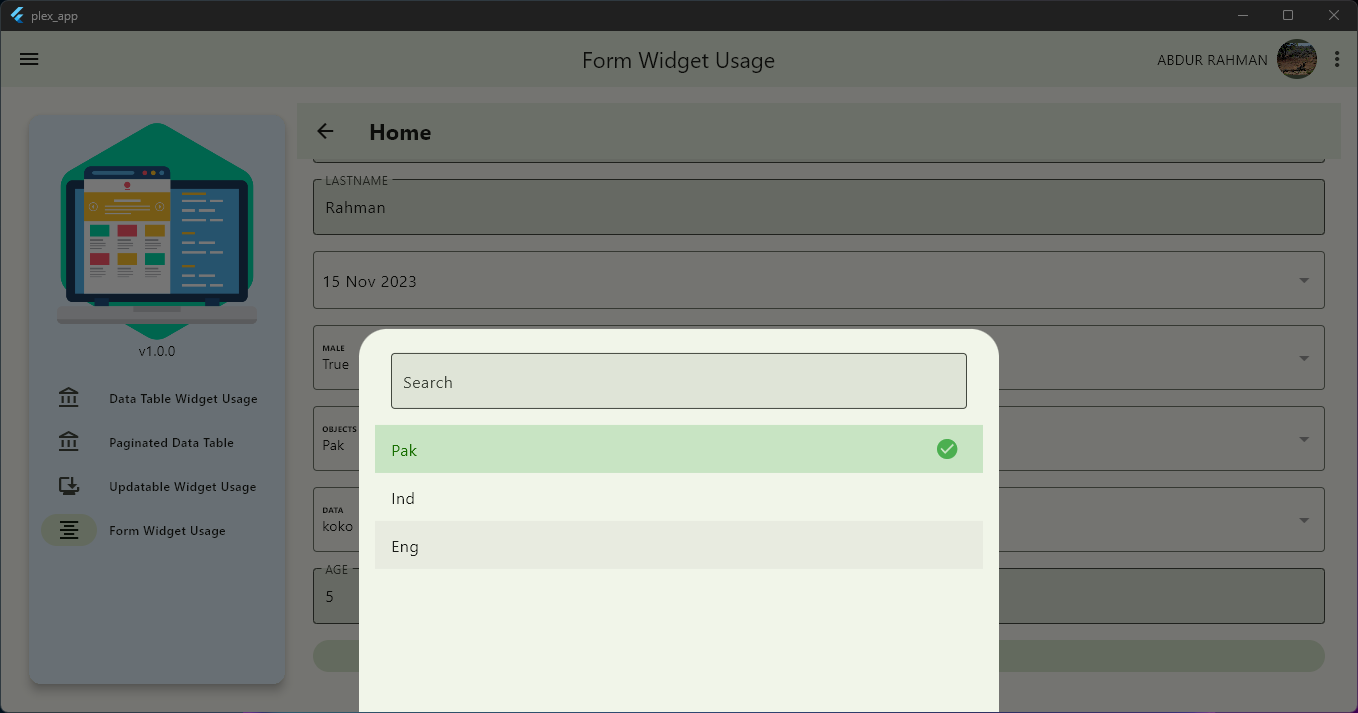 plex_app
Form Widget Usage
ABDUR RAHMAN
Home
v1.0.0
Data Table Widget Usage
Paginated Data Table
Updatable Widget Usage
Form Widget Usage
LASTNAME
Rahman
15 Nov 2023
MALE
True
OBJECTS
Pak
DATA
koko
AGE
5
Search
Pak
Ind
Eng